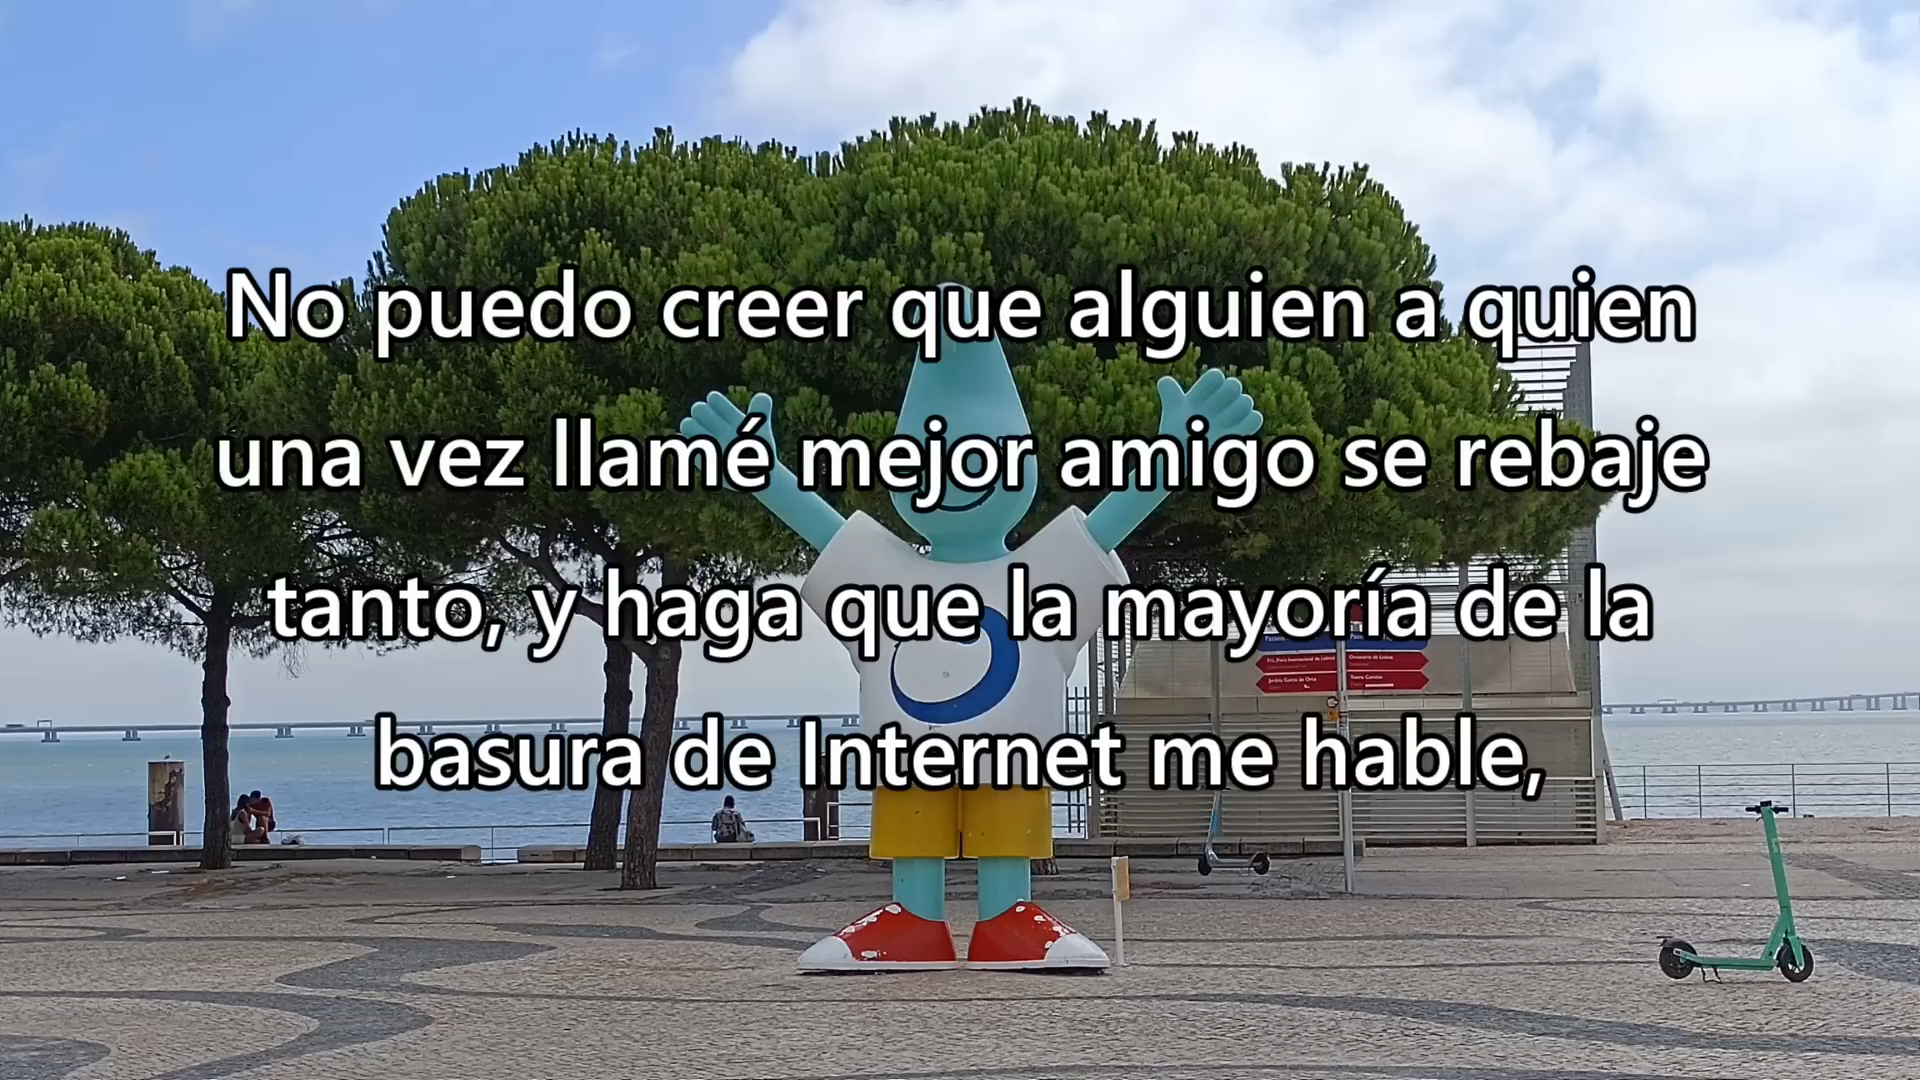 No puedo creer que alguien a quien
una vez llamé mejor amigo se rebaje
tanto, y haga que la mayoría de la
basura de Internet me hable,